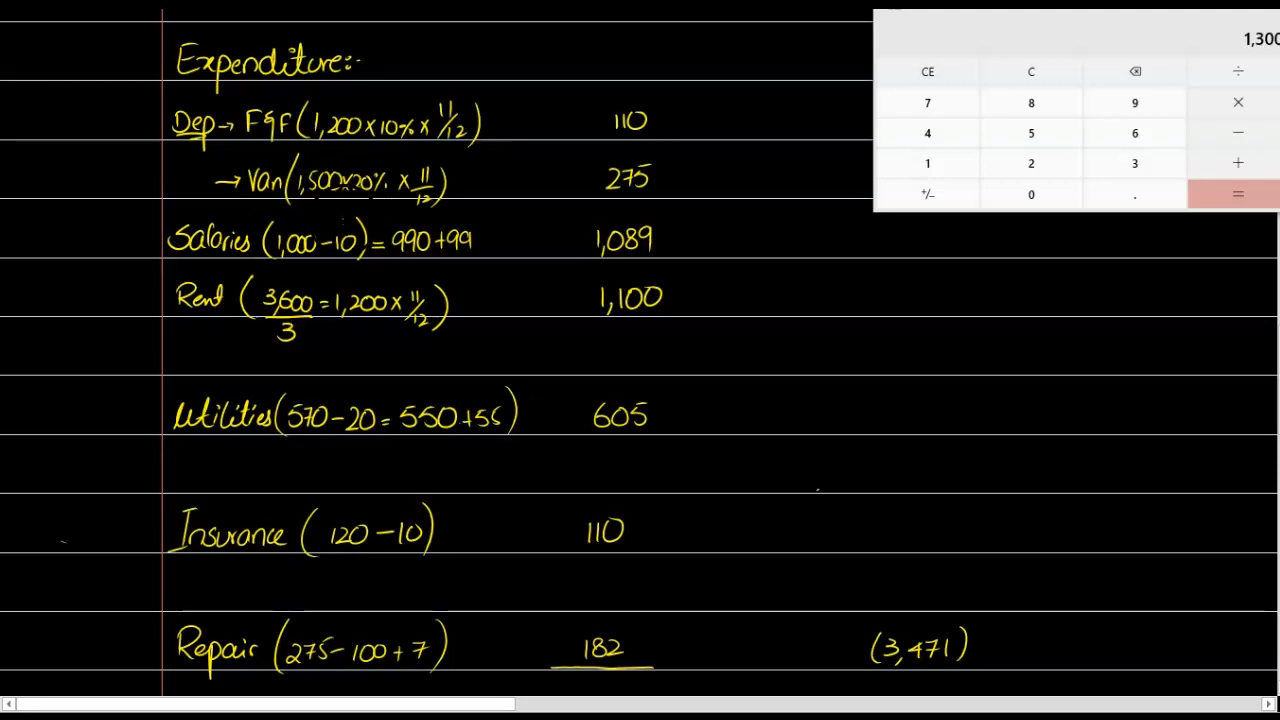 1,300
CE C ÷
7 8 9 ×
4 5 6 −
1 2 3 +
+/− 0 . =
Expenditure:-
Dep → F&F (1,200 x 10% x 11/12) 110
→ Van (1,500 x 20% x 11/12) 275
Salaries (1,000 - 10) = 990 + 99 1,089
Rent (3,600/3 = 1,200 x 11/12) 1,100
Utilities (570 - 20 = 550 + 55) 605
Insurance (120 - 10) 110
Repair (275 - 100 + 7) 182 (3,471)